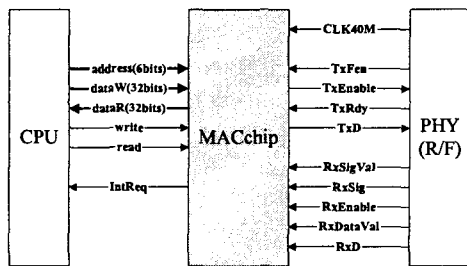 CLK40M
address(6bits)
TxFen
dataW(32bits)
TxEnable
dataR(32bits)
TxRdy
write
TxD
CPU
MACchip
PHY
(R/F)
read
RxSigVal
IntReq
RxSig
RxEnable
RxDataVal
RxD